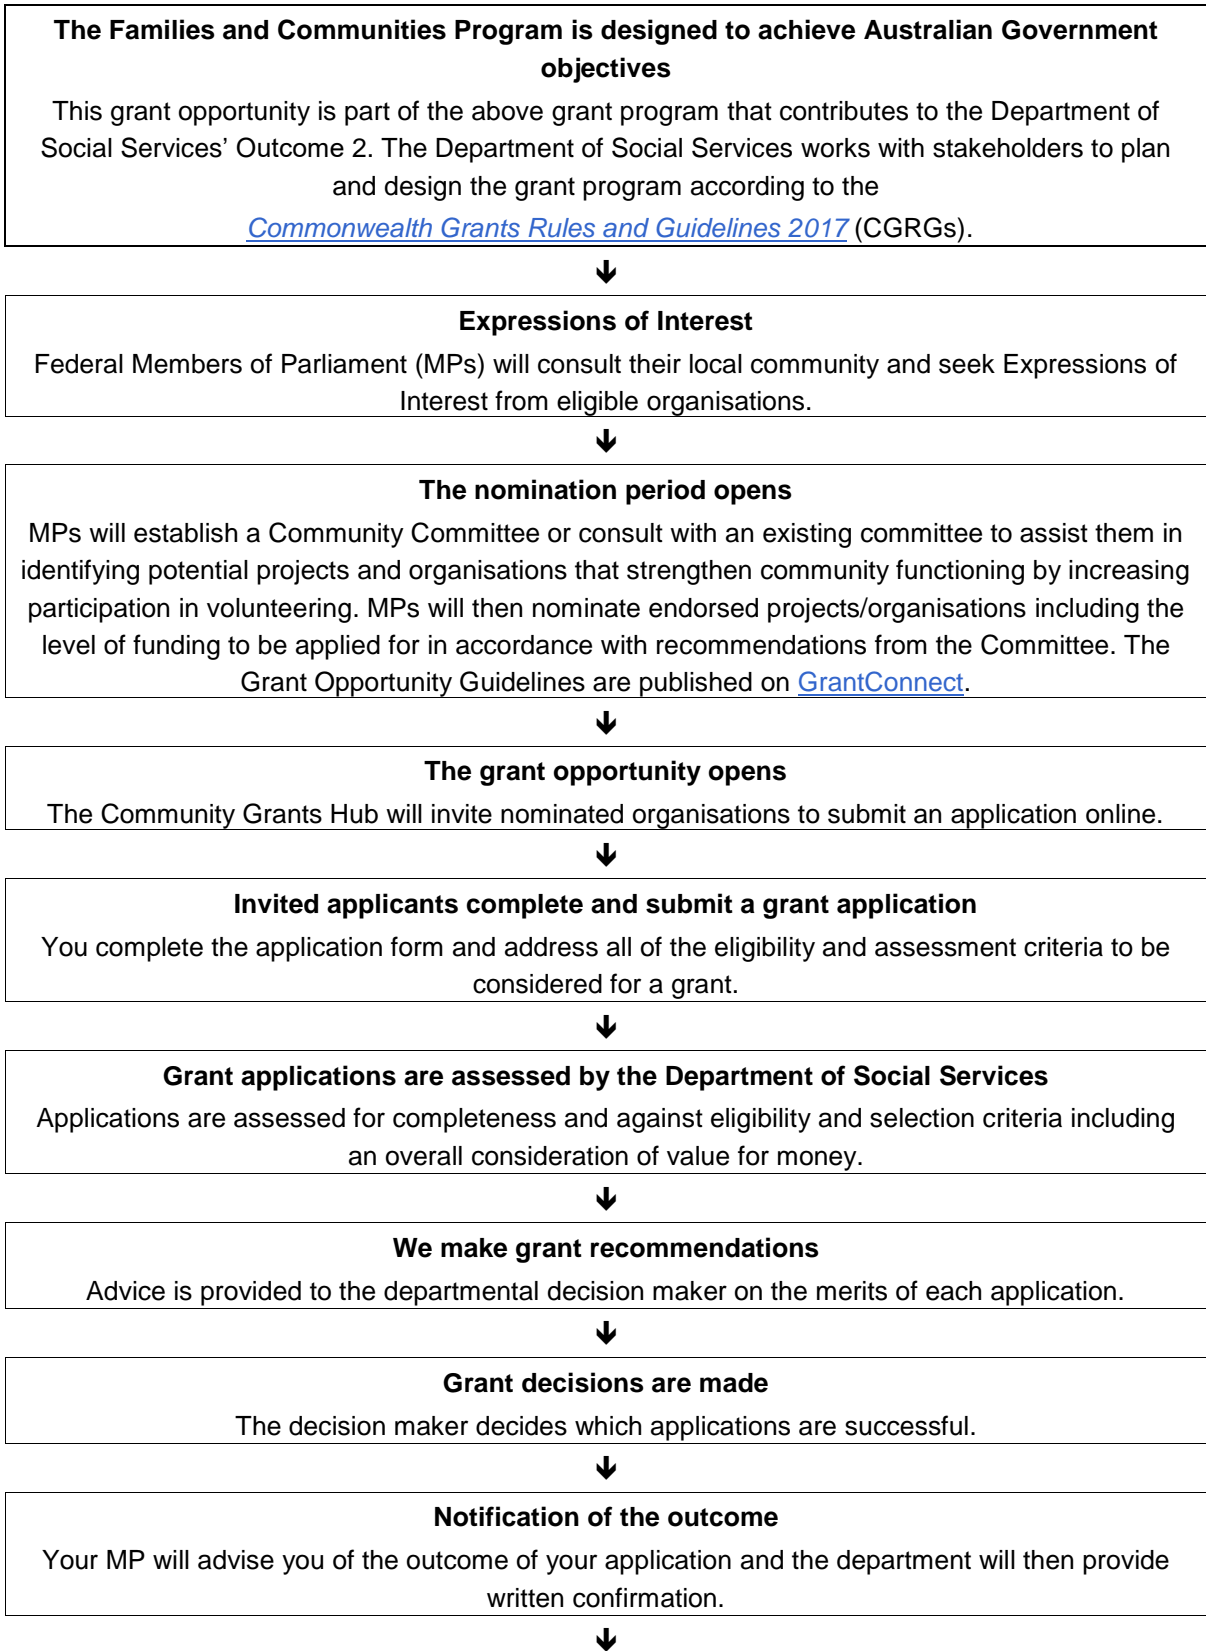 The Families and Communities Program is designed to achieve Australian Government
objectives
This grant opportunity is part of the above grant program that contributes to the Department of
Social Services’ Outcome 2. The Department of Social Services works with stakeholders to plan
and design the grant program according to the
Commonwealth Grants Rules and Guidelines 2017 (CGRGs).
Expressions of Interest
Federal Members of Parliament (MPs) will consult their local community and seek Expressions of
Interest from eligible organisations.
The nomination period opens
MPs will establish a Community Committee or consult with an existing committee to assist them in
identifying potential projects and organisations that strengthen community functioning by increasing
participation in volunteering. MPs will then nominate endorsed projects/organisations including the
level of funding to be applied for in accordance with recommendations from the Committee. The
Grant Opportunity Guidelines are published on GrantConnect.
The grant opportunity opens
The Community Grants Hub will invite nominated organisations to submit an application online.
Invited applicants complete and submit a grant application
You complete the application form and address all of the eligibility and assessment criteria to be
considered for a grant.
Grant applications are assessed by the Department of Social Services
Applications are assessed for completeness and against eligibility and selection criteria including
an overall consideration of value for money.
We make grant recommendations
Advice is provided to the departmental decision maker on the merits of each application.
Grant decisions are made
The decision maker decides which applications are successful.
Notification of the outcome
Your MP will advise you of the outcome of your application and the department will then provide
written confirmation.